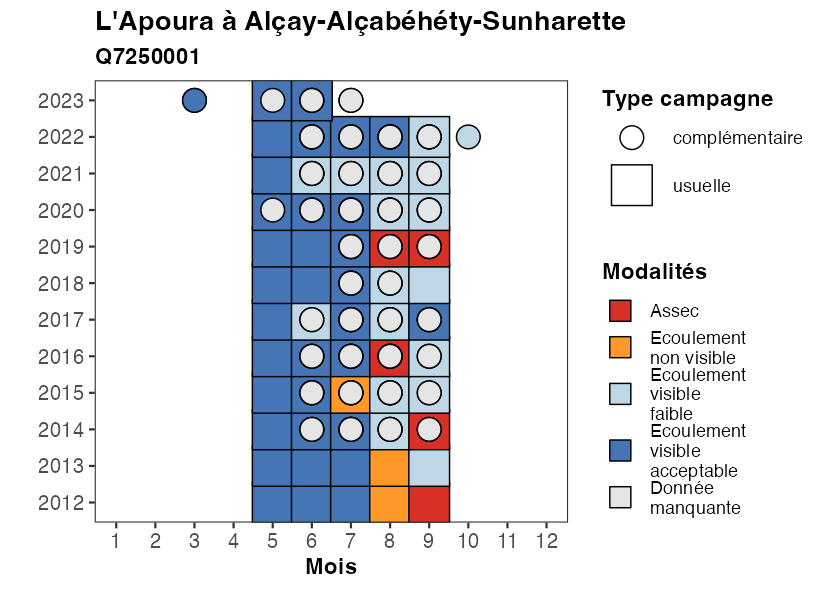 L'Apoura à Alçay-Alçabéhéty-Sunharette
Q7250001
2023
2022
2021
2020
2019
2018
2017
2016
2015
2014
2013
2012
1 2 3 4 5 6 7 8 9 10 11 12
Mois
Type campagne
complémentaire
usuelle
Modalités
Assec
Ecoulement
non visible
Ecoulement
visible
faible
Ecoulement
visible
acceptable
Donnée
manquante